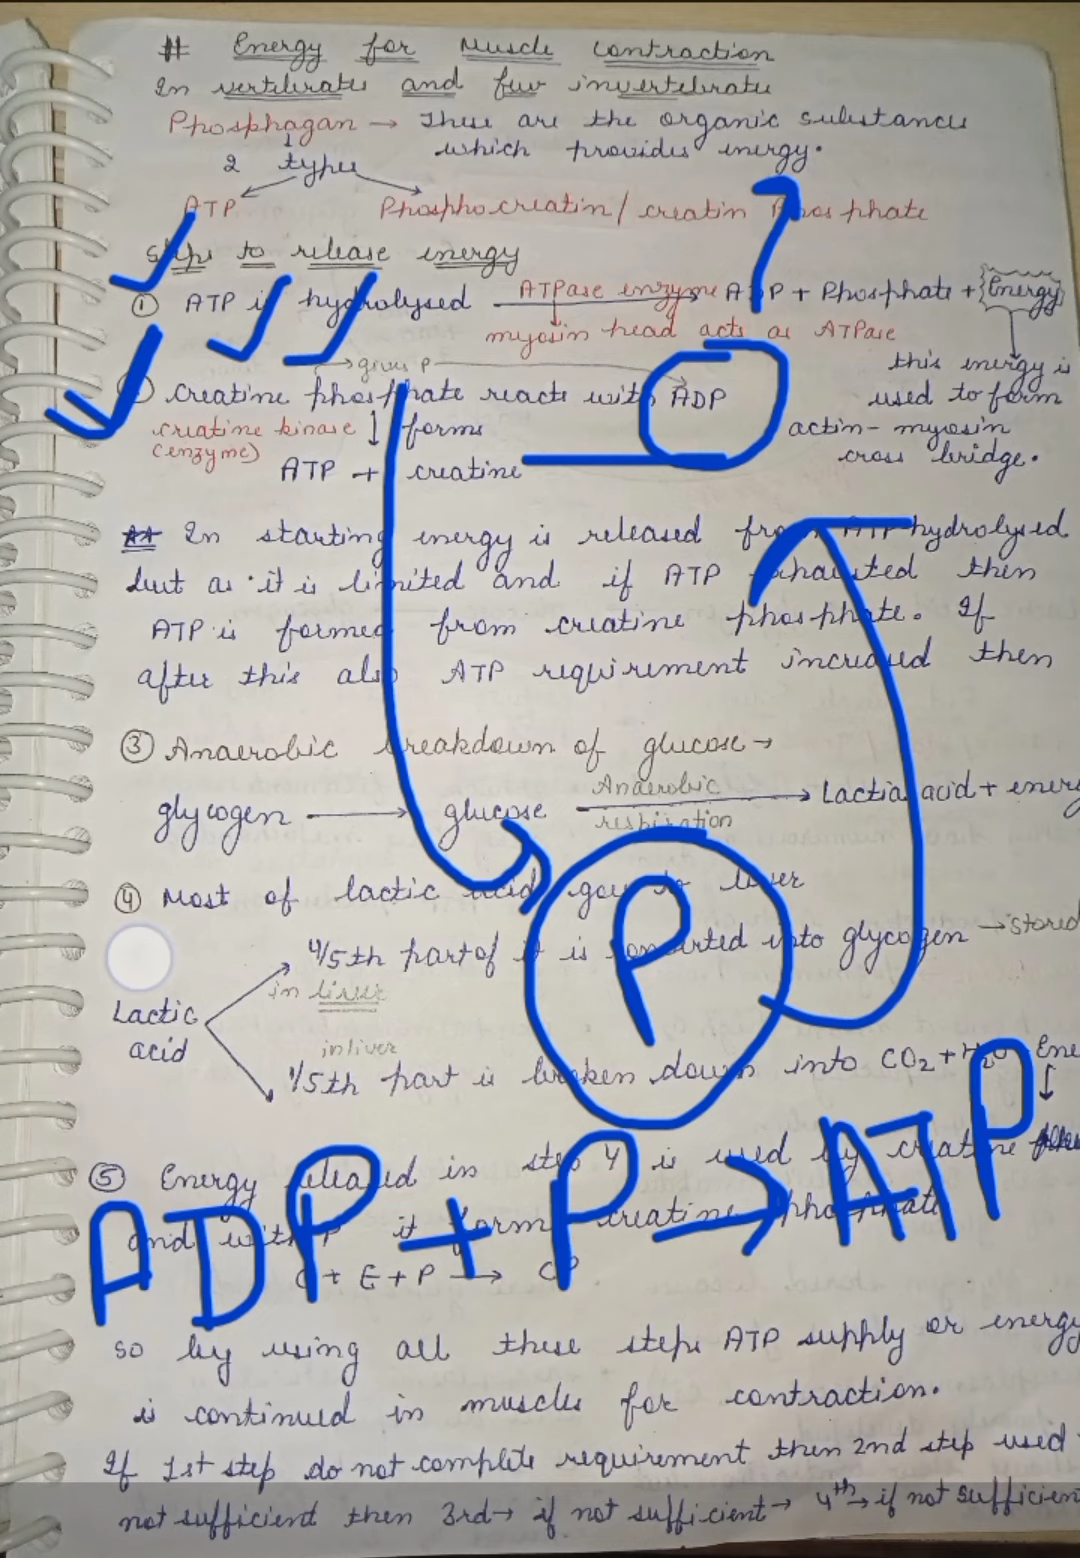 # Energy for Muscle contraction
In vertibrates and few invertebrates
Phosphagan → These are the organic substances
which provides energy.
2 types
ATP Phosphocreatin / creatin Phosphate
Steps to release energy
① ATP is hydrolysed ATPase enzyme ADP + Phosphate + {Energy
myosin head acts as ATPase
gives P
this energy is
used to form
actin-myosin
cross bridge.
② Creatine phosphate reacts with ADP
creatine kinase ↓ forms
(enzyme)
ATP + creatine
** In starting energy is released from ATP hydrolysed
but as it is limited and if ATP exhausted then
ATP is formed from creatine phosphate. If
after this also ATP requirement increased then
③ Anaerobic breakdown of glucose →
glycogen → glucose Anaerobic respiration → Lactic acid + energ
④ Most of lactic acid goes to liver
4/5th part of it is converted into glycogen → stored
in liver
Lactic
acid
in liver
1/5th part is broken down into CO₂ + H₂O Ene
P
⑤ Energy released in step 4 is used by creatine
and with P it forms creatine phosphate
ADP + P → ATP
C + E + P → CP
so by using all these steps ATP supply or energy
is continued in muscles for contraction.
If 1st step do not complete requirement then 2nd step used
not sufficient then 3rd → if not sufficient → 4th → if not sufficien